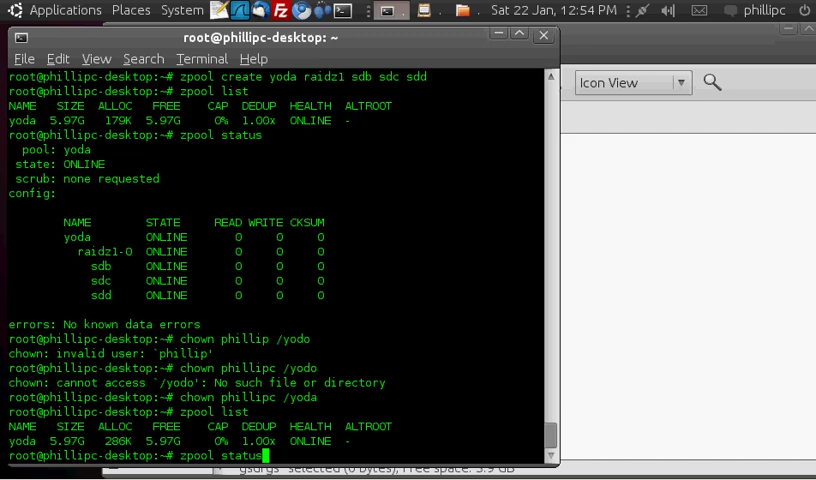 Applications Places System Sat 22 Jan, 12:54 PM phillipc
root@phillipc-desktop: ~
File Edit View Search Terminal Help
Icon View
root@phillipc-desktop:~# zpool create yoda raidz1 sdb sdc sdd
root@phillipc-desktop:~# zpool list
NAME SIZE ALLOC FREE CAP DEDUP HEALTH ALTROOT
yoda 5.97G 179K 5.97G 0% 1.00x ONLINE -
root@phillipc-desktop:~# zpool status
pool: yoda
state: ONLINE
scrub: none requested
config:
NAME STATE READ WRITE CKSUM
yoda ONLINE 0 0 0
raidz1-0 ONLINE 0 0 0
sdb ONLINE 0 0 0
sdc ONLINE 0 0 0
sdd ONLINE 0 0 0
errors: No known data errors
root@phillipc-desktop:~# chown phillip /yodo
chown: invalid user: `phillip'
root@phillipc-desktop:~# chown phillipc /yodo
chown: cannot access `/yodo': No such file or directory
root@phillipc-desktop:~# chown phillipc /yoda
root@phillipc-desktop:~# zpool list
NAME SIZE ALLOC FREE CAP DEDUP HEALTH ALTROOT
yoda 5.97G 286K 5.97G 0% 1.00x ONLINE -
root@phillipc-desktop:~# zpool status
selected (0 bytes), Free space: 3.9 GB